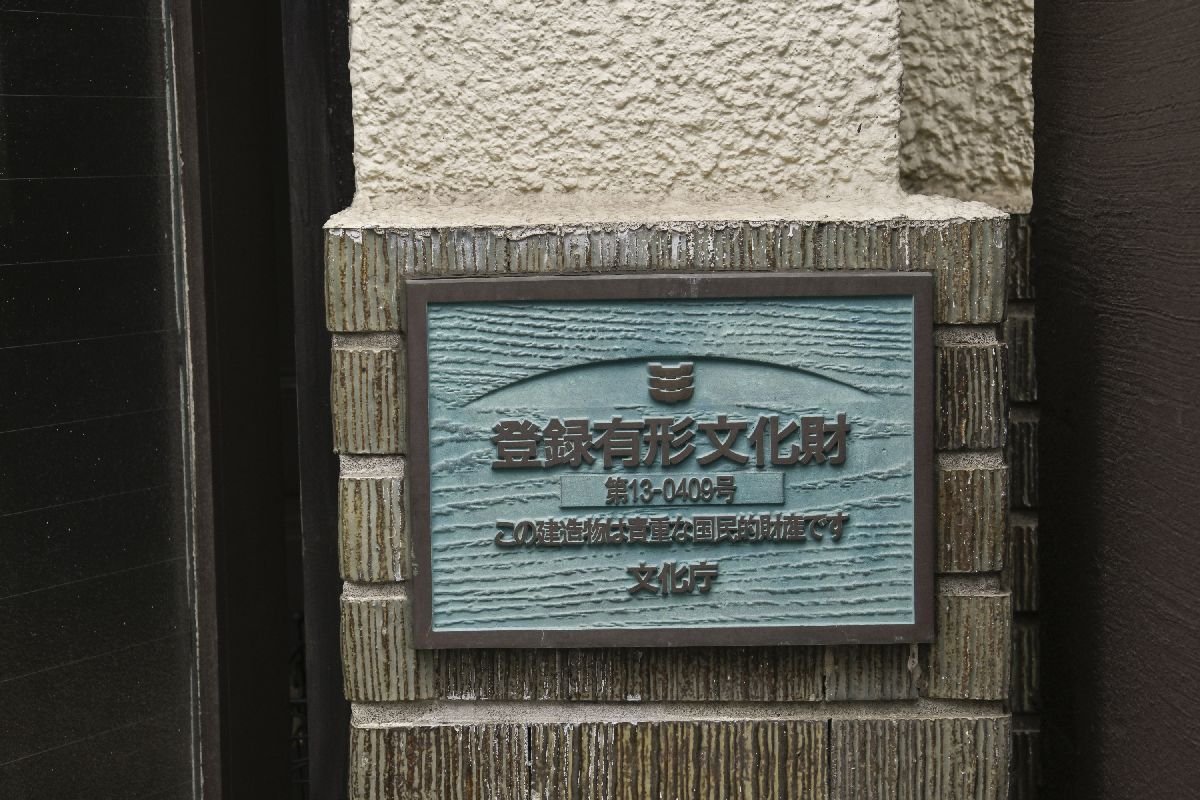 登録有形文化財
第13-0409号
この建造物は貴重な国民的財産です
文化庁